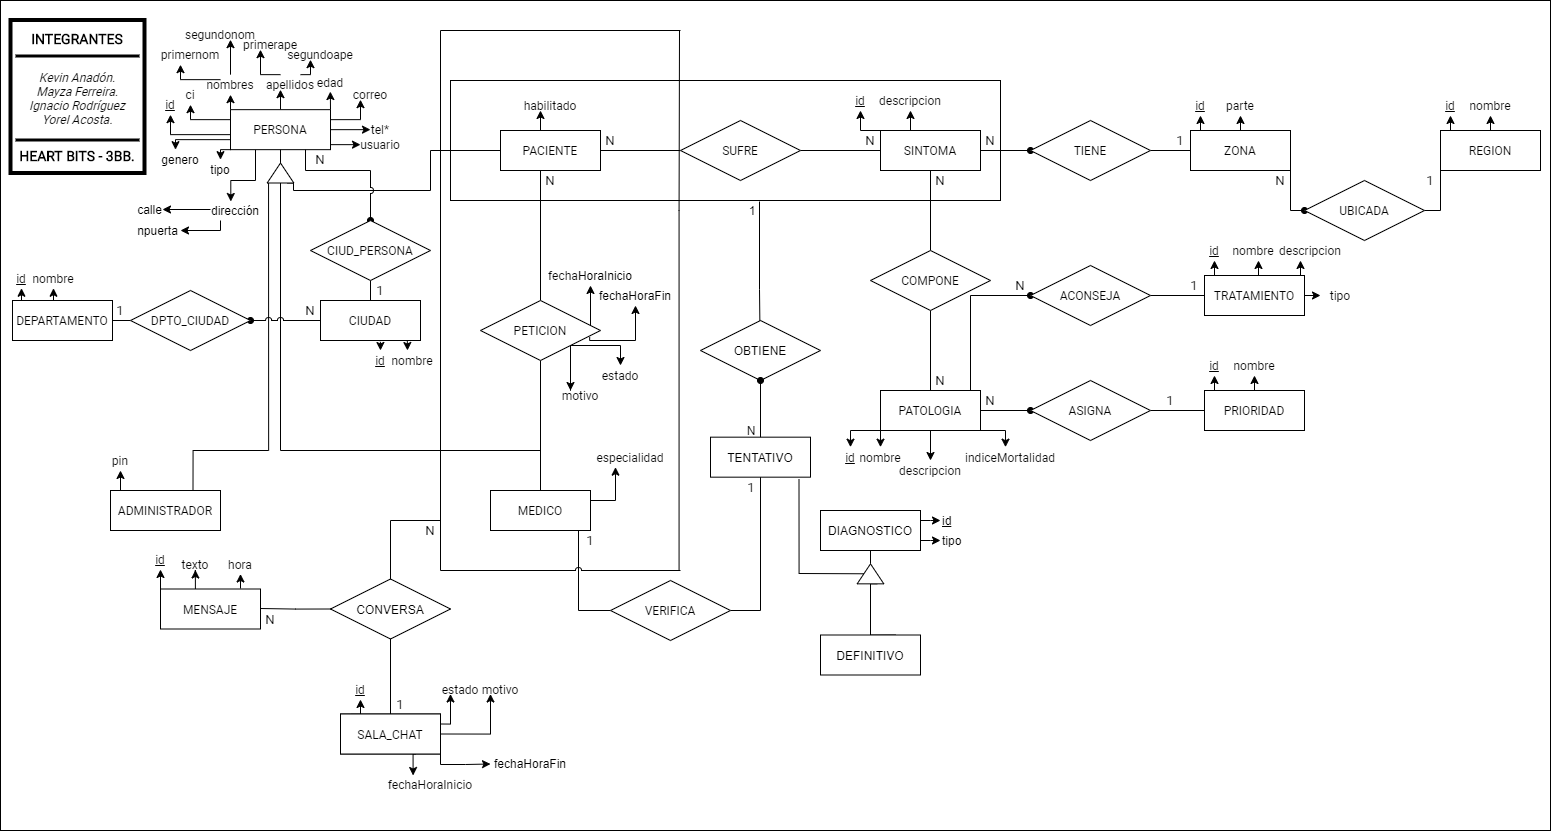 INTEGRANTES
Kevin Anadón.
Mayza Ferreira.
Ignacio Rodríguez
Yorel Acosta.
HEART BITS - 3BB.
segundonom
primerape
primernom
segundoape
nombres
apellidos
edad
id
ci
correo
PERSONA
tel*
usuario
genero
tipo
N
calle
dirección
npuerta
CIUD_PERSONA
1
id
nombre
DEPARTAMENTO
1
DPTO_CIUDAD
N
CIUDAD
id
nombre
habilitado
PACIENTE
N
SUFRE
N
id
descripcion
SINTOMA
N
TIENE
1
id
parte
ZONA
id
nombre
REGION
N
1
UBICADA
N
N
1
fechaHoraInicio
fechaHoraFin
PETICION
estado
motivo
COMPONE
N
ACONSEJA
1
id
nombre
descripcion
TRATAMIENTO
tipo
OBTIENE
N
PATOLOGIA
N
ASIGNA
1
id
nombre
PRIORIDAD
id
nombre
descripcion
indiceMortalidad
N
TENTATIVO
1
pin
ADMINISTRADOR
especialidad
MEDICO
1
N
DIAGNOSTICO
id
tipo
id
texto
hora
MENSAJE
N
CONVERSA
VERIFICA
DEFINITIVO
id
1
estado
motivo
SALA_CHAT
fechaHoraFin
fechaHoraInicio